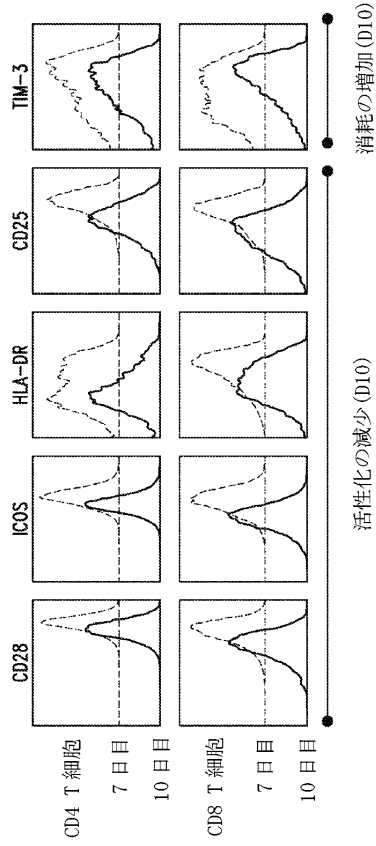 CD28
ICOS
HLA-DR
CD25
TIM-3
CD4 T 細胞
7 日目
10 日目
CD8 T 細胞
7 日目
10 日目
活性化の減少(D10)
消耗の増加(D10)